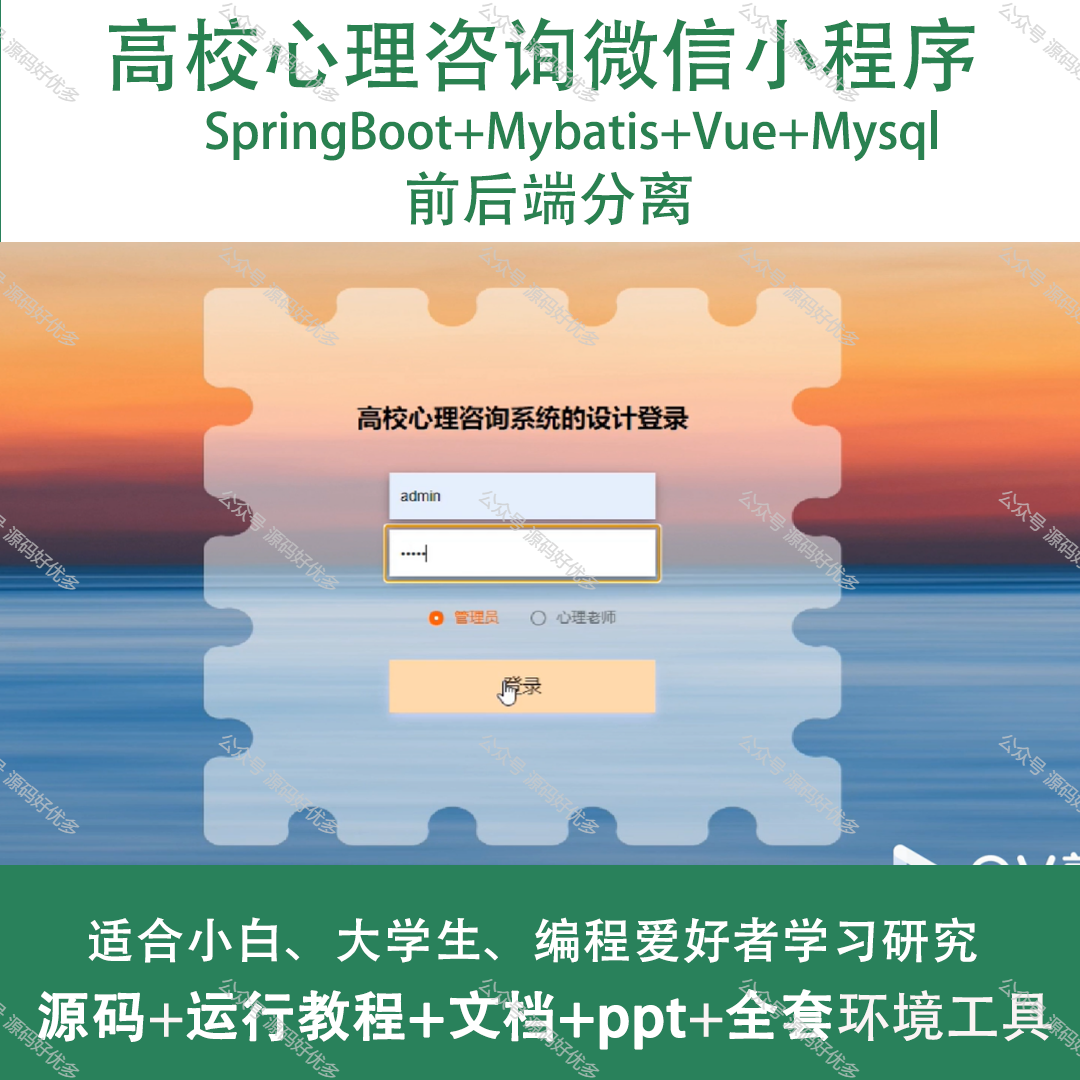 高校心理咨询微信小程序
SpringBoot+Mybatis+Vue+Mysql
前后端分离
高校心理咨询系统的设计登录
admin
管理员 心理老师
登录
适合小白、大学生、编程爱好者学习研究
源码+运行教程+文档+ppt+全套环境工具
公众号 源码好优多